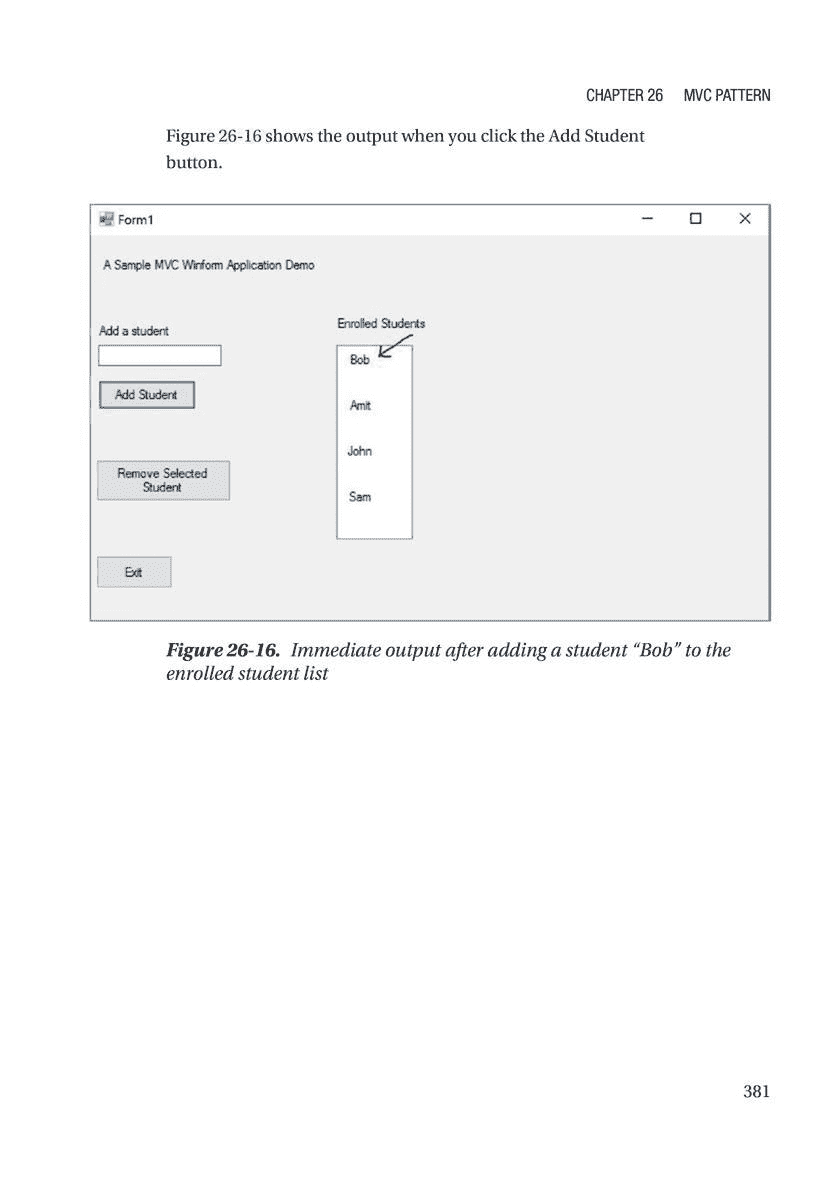 CHAPTER 26 MVC PATTERN
Figure 26-16 shows the output when you click the Add Student
button.
Form1
A Sample MVC Winform Application Demo
Add a student
Enrolled Students
Bob
Add Student
Amit
John
Remove Selected
Student
Sam
Exit
Figure 26-16. Immediate output after adding a student “Bob” to the
enrolled student list
381